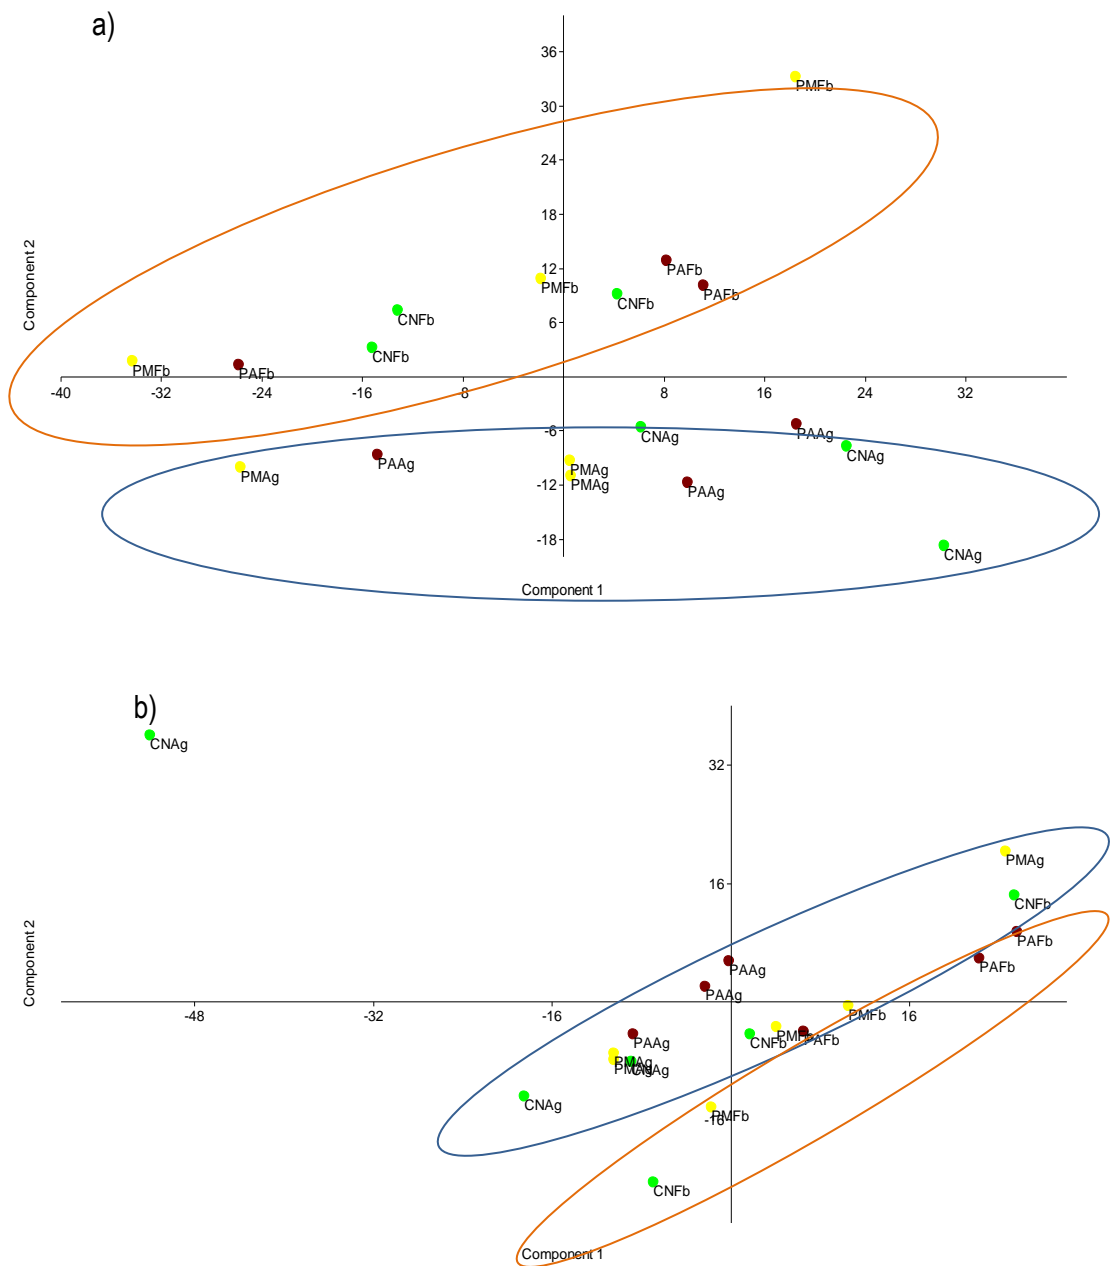 a)
36
PMFb
30
24
18
12
PAFb
PMFb
PAFb
CNFb
6
CNFb
CNFb
PMFb
PAFb
-40
-32
-24
-16
-8
8
16
24
32
Component 2
-6
CNAg
PAAg
CNAg
PAAg
PMAg
PMAg
PMAg
-12
PAAg
-18
CNAg
Component 1
b)
CNAg
32
PMAg
16
CNFb
PAFb
PAFb
PAAg
PAAg
Component 2
-48
-32
-16
16
PMFb
PMFb
PAFb
CNFb
PAAg
PMAg
PMAg
CNAg
CNAg
PMFb
-16
CNFb
Component 1